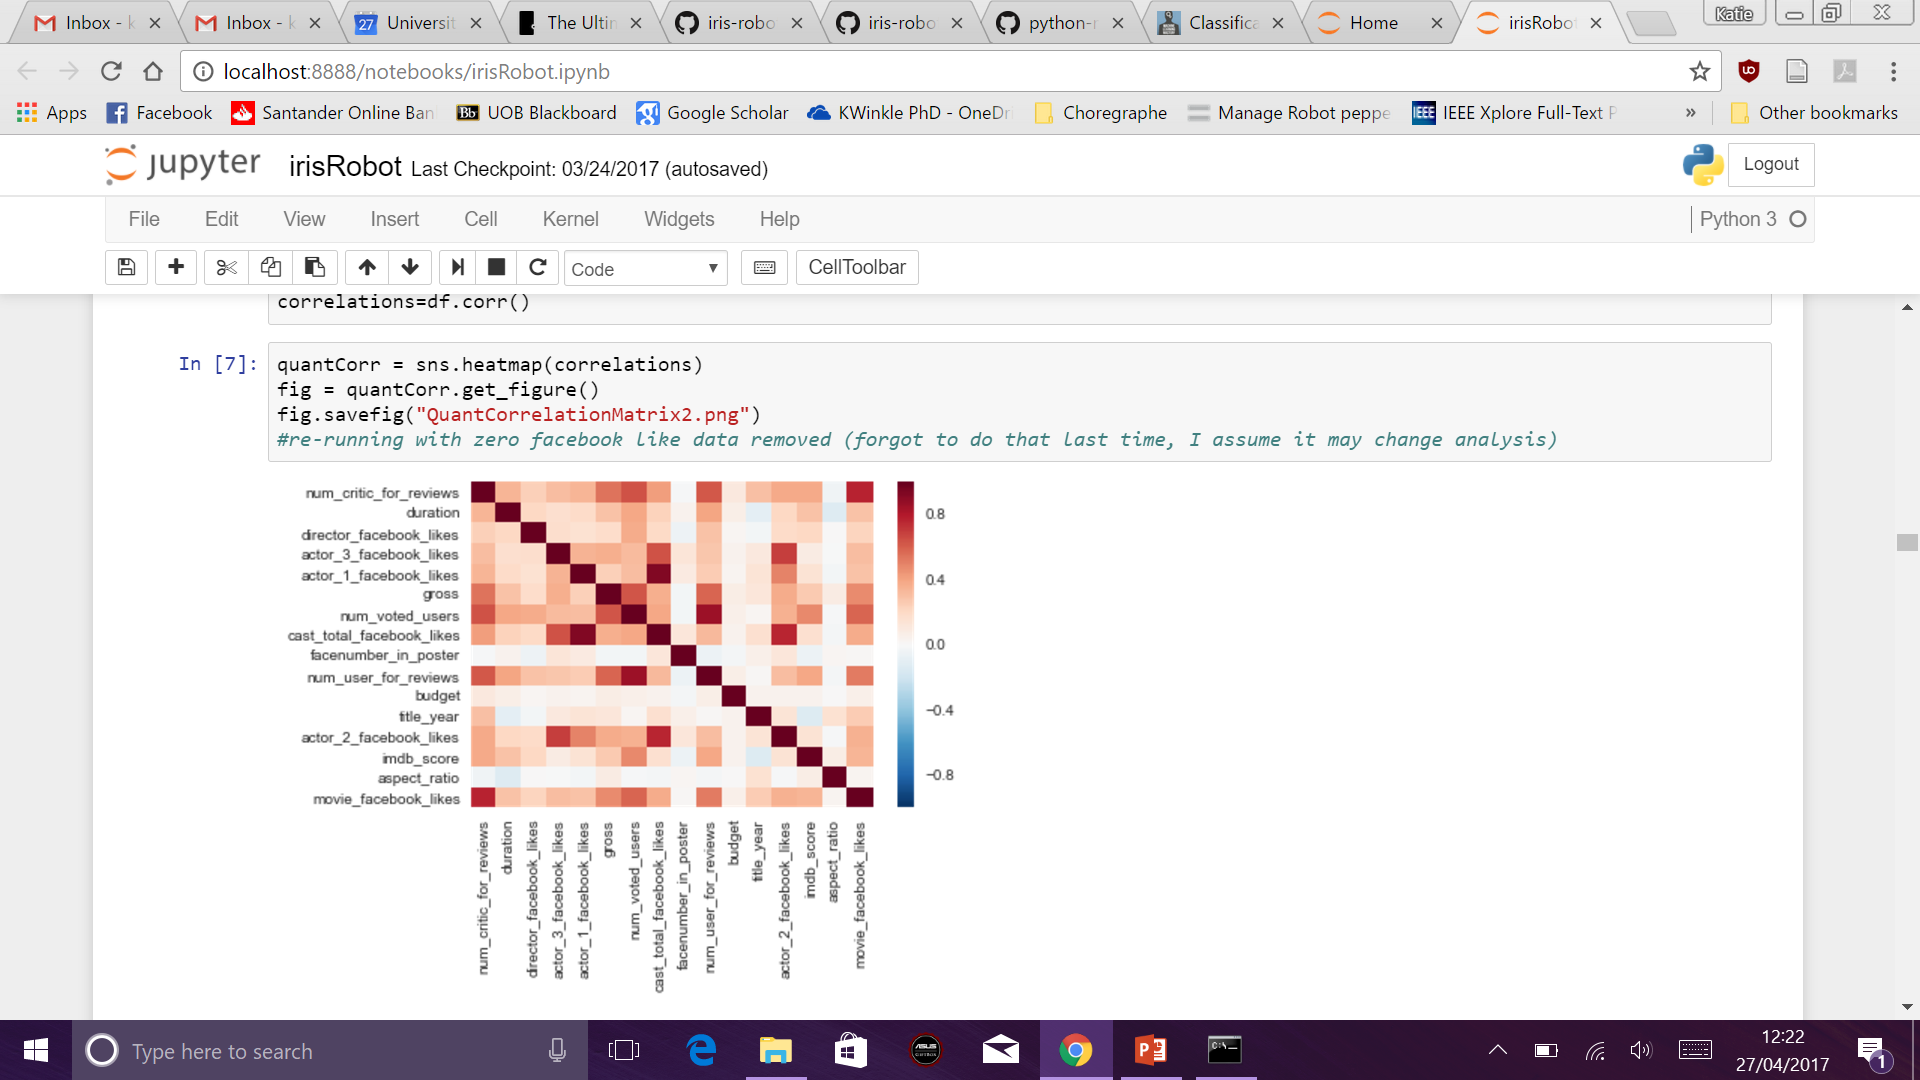 Inbox - k
Inbox - k
27 Universit
The Ultin
iris-robo
iris-robo
python-r
Classifica
Home
irisRobot
Katie
localhost:8888/notebooks/irisRobot.ipynb
Apps
Facebook
Santander Online Ban
Bb UOB Blackboard
Google Scholar
KWinkle PhD - OneDri
Choregraphe
Manage Robot peppe
IEEE IEEE Xplore Full-Text P
»
Other bookmarks
jupyter irisRobot Last Checkpoint: 03/24/2017 (autosaved)
Logout
File Edit View Insert Cell Kernel Widgets Help
Python 3
Code
CellToolbar
correlations=df.corr()
In [7]:
quantCorr = sns.heatmap(correlations)
fig = quantCorr.get_figure()
fig.savefig("QuantCorrelationMatrix2.png")
#re-running with zero facebook like data removed (forgot to do that last time, I assume it may change analysis)
num_critic_for_reviews
duration
director_facebook_likes
actor_3_facebook_likes
actor_1_facebook_likes
gross
num_voted_users
cast_total_facebook_likes
facenumber_in_poster
num_user_for_reviews
budget
title_year
actor_2_facebook_likes
imdb_score
aspect_ratio
movie_facebook_likes
0.8
0.4
0.0
−0.4
−0.8
num_critic_for_reviews
duration
director_facebook_likes
actor_3_facebook_likes
actor_1_facebook_likes
gross
num_voted_users
cast_total_facebook_likes
facenumber_in_poster
num_user_for_reviews
budget
title_year
actor_2_facebook_likes
imdb_score
aspect_ratio
movie_facebook_likes
Type here to search
12:22
27/04/2017
1